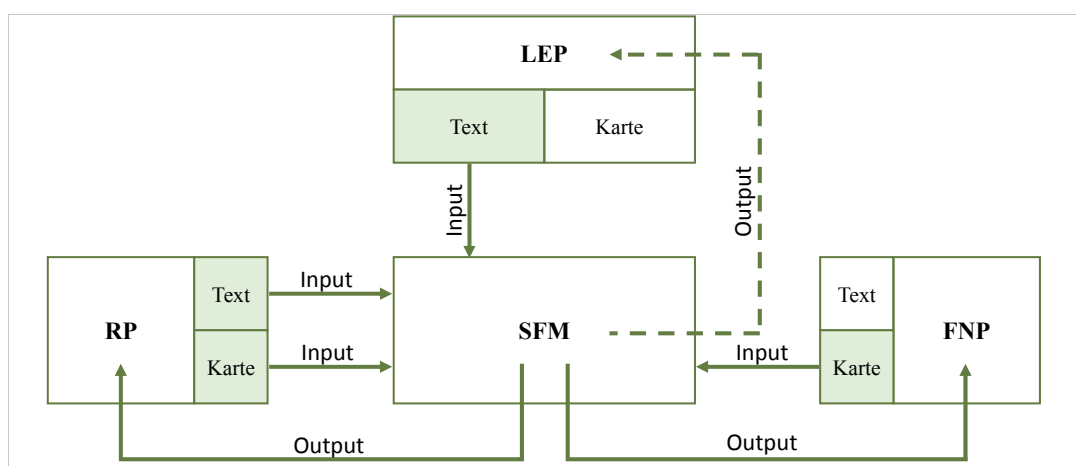 LEP
Text
Karte
Input
Output
RP
Text
Karte
Input
Input
SFM
Input
Text
Karte
FNP
Output
Output